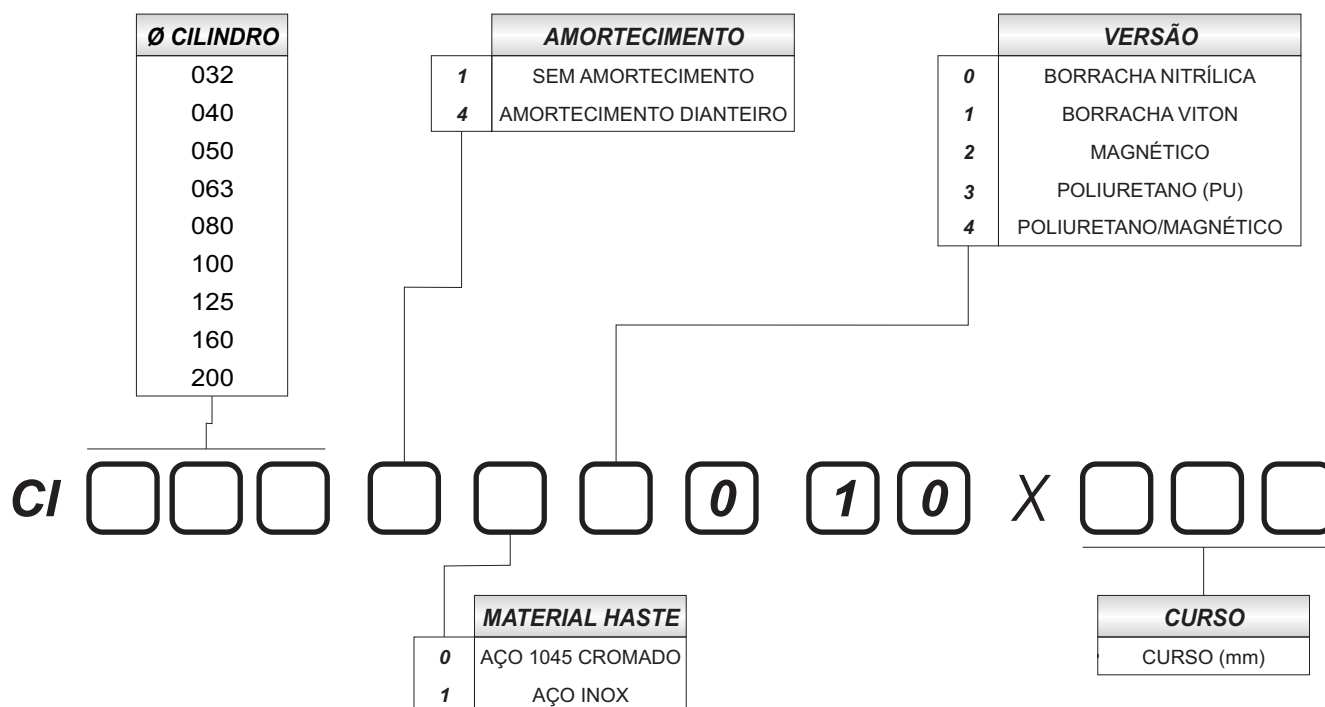 Ø CILINDRO
032
040
050
063
080
100
125
160
200
AMORTECIMENTO
1 SEM AMORTECIMENTO
4 AMORTECIMENTO DIANTEIRO
VERSÃO
0 BORRACHA NITRÍLICA
1 BORRACHA VITON
2 MAGNÉTICO
3 POLIURETANO (PU)
4 POLIURETANO/MAGNÉTICO
CI 0 1 0 X
MATERIAL HASTE
0 AÇO 1045 CROMADO
1 AÇO INOX
CURSO
CURSO (mm)